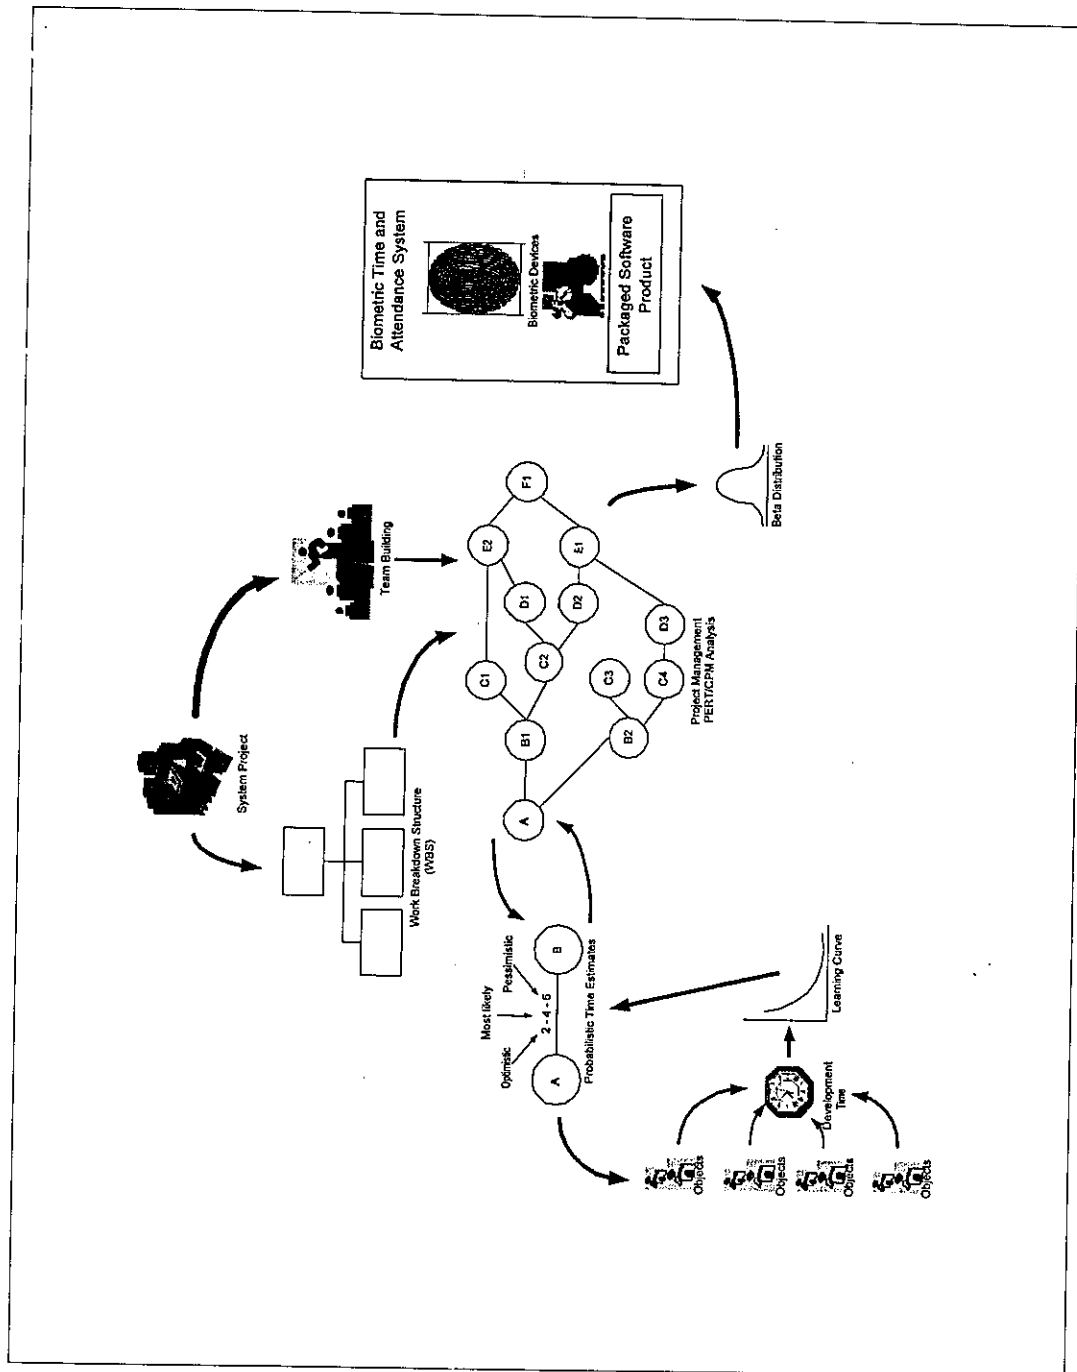 System Project
Team Building
Work Breakdown Structure
(WBS)
Biometric Time and
Attendance System
Biometric Devices
Packaged Software
Product
Optimistic
Most likely
Pessimistic
2 - 4 - 6
A
B
Probabilistic Time Estimates
A
B1
B2
C1
C2
C3
C4
D1
D2
D3
E2
E1
F1
Project Management
PERT/CPM Analysis
Beta Distribution
Objects
Objects
Objects
Objects
Development
Time
Learning Curve